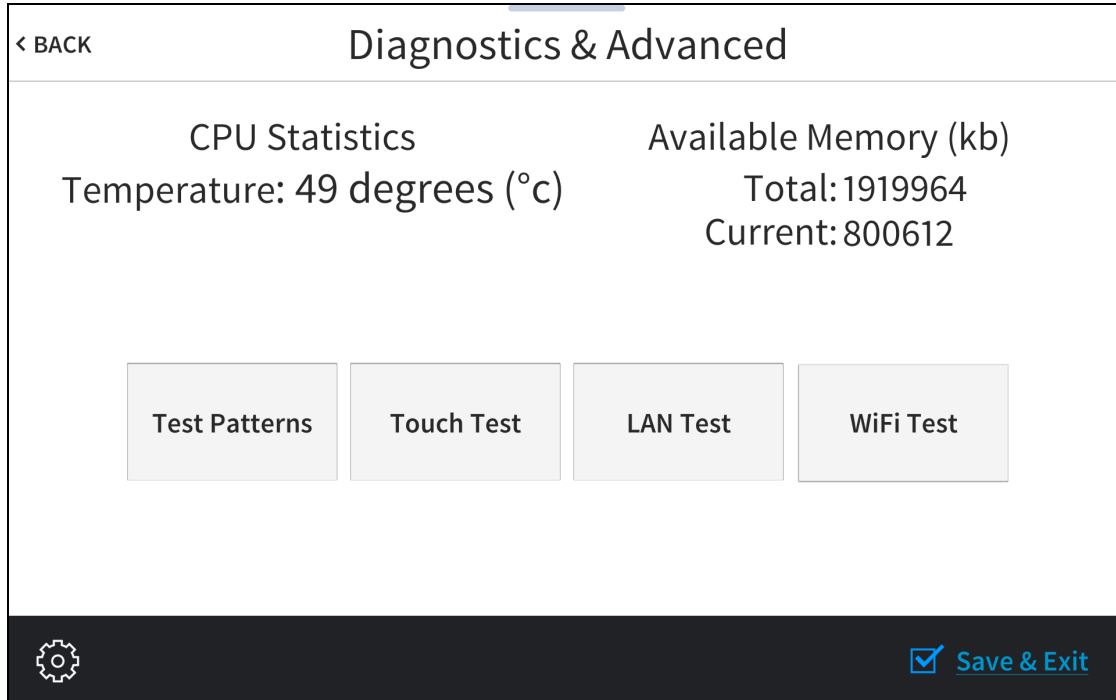 < BACK
Diagnostics & Advanced
CPU Statistics
Temperature: 49 degrees (°c)
Available Memory (kb)
Total: 1919964
Current: 800612
Test Patterns
Touch Test
LAN Test
WiFi Test
Save & Exit